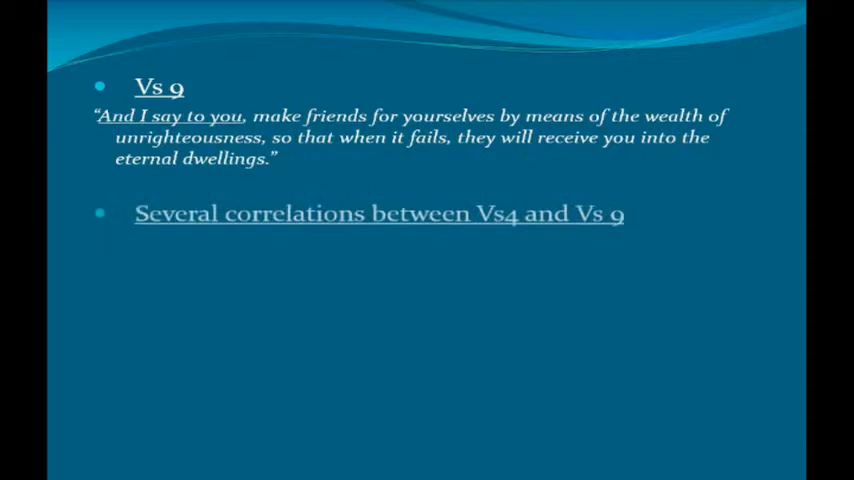 • Vs 9
“And I say to you, make friends for yourselves by means of the wealth of
unrighteousness, so that when it fails, they will receive you into the
eternal dwellings.”
• Several correlations between Vs4 and Vs 9